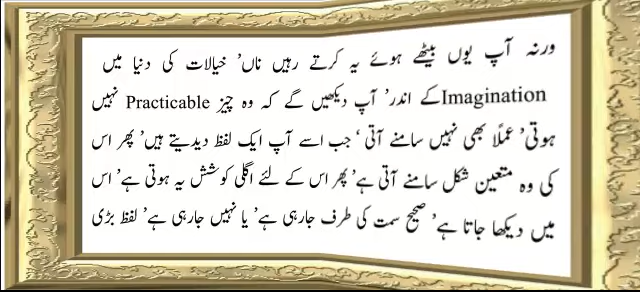 ورنہ آپ یوں بیٹھے ہوئے یہ کرتے رہیں ناں’ خیالات کی دنیا میں
Imagination کے اندر’ آپ دیکھیں گے کہ وہ چیز Practicable نہیں
ہوتی’ عملًا بھی نہیں سامنے آتی ‘ جب اسے آپ ایک لفظ دیدیتے ہیں’ پھر اس
کی وہ متعین شکل سامنے آتی ہے’ پھر اس کے لئے اگلی کوشش یہ ہوتی ہے’ اس
میں دیکھا جاتا ہے’ صحیح سمت کی طرف جارہی ہے’ یا نہیں جارہی ہے’ لفظ بڑی